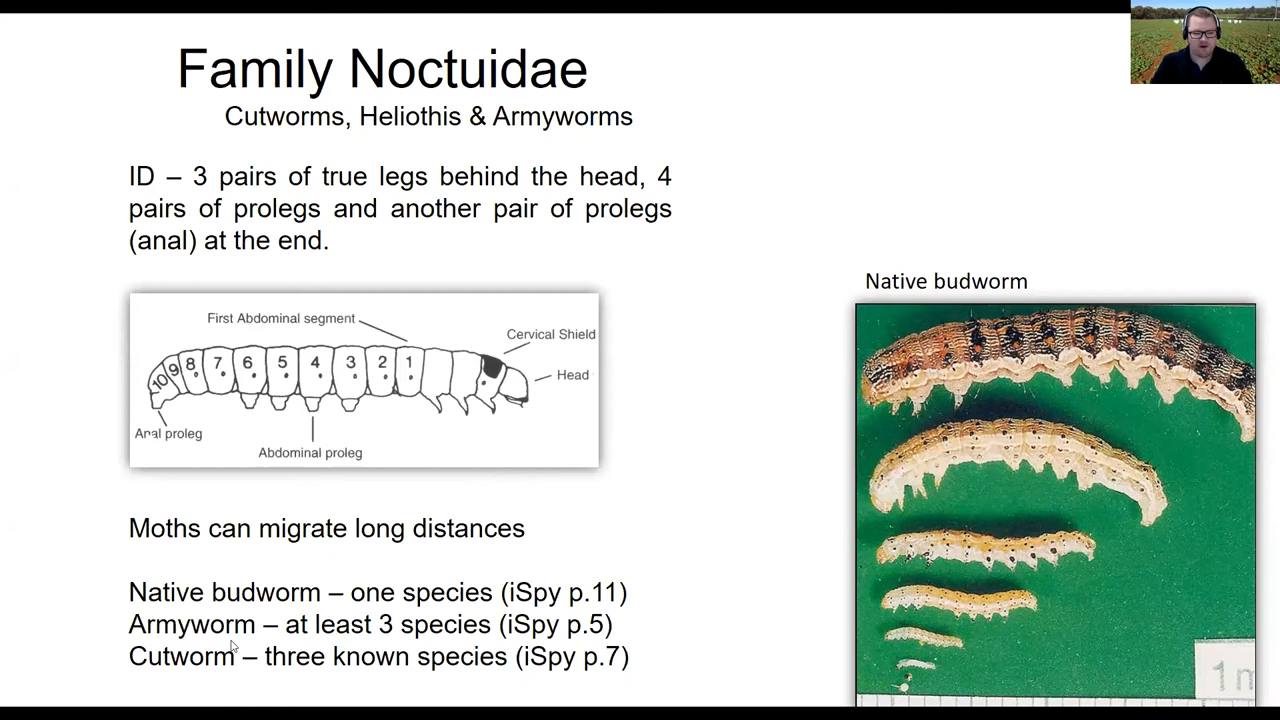 Family Noctuidae
Cutworms, Heliothis & Armyworms
ID – 3 pairs of true legs behind the head, 4
pairs of prolegs and another pair of prolegs
(anal) at the end.
Native budworm
First Abdominal segment
Cervical Shield
Head
10 9 8 7 6 5 4 3 2 1
Anal proleg
Abdominal proleg
Moths can migrate long distances
Native budworm – one species (iSpy p.11)
Armyworm – at least 3 species (iSpy p.5)
Cutworm – three known species (iSpy p.7)
1m